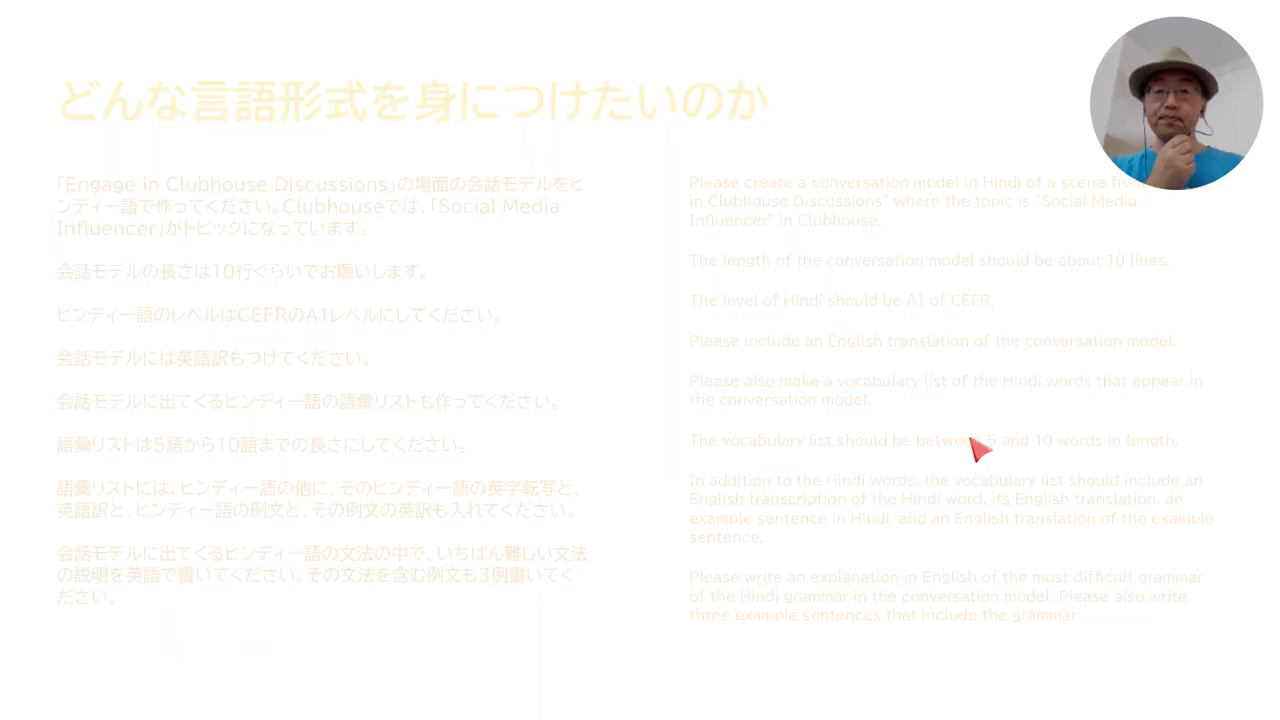 どんな言語形式を身につけたいのか
「Engage in Clubhouse Discussions」の場面の会話モデルをヒ
ンディー語で作ってください。Clubhouseでは、「Social Media
Influencer」がトピックになっています。
会話モデルの長さは10行ぐらいでお願いします。
ヒンディー語のレベルはCEFRのA1レベルにしてください。
会話モデルには英語訳もつけてください。
会話モデルに出てくるヒンディー語の語彙リストも作ってください。
語彙リストは5語から10語までの長さにしてください。
語彙リストには、ヒンディー語の他に、そのヒンディー語の英字転写と、
英語訳と、ヒンディー語の例文と、その例文の英訳も入れてください。
会話モデルに出てくるヒンディー語の文法の中で、いちばん難しい文法
の説明を英語で書いてください。その文法を含む例文も3例書いてく
ださい。
Please create a conversation model in Hindi of a scene from
in Clubhouse Discussions" where the topic is "Social Media
Influencer" in Clubhouse.
The length of the conversation model should be about 10 lines.
The level of Hindi should be A1 of CEFR.
Please include an English translation of the conversation model.
Please also make a vocabulary list of the Hindi words that appear in
the conversation model.
The vocabulary list should be between 5 and 10 words in length.
In addition to the Hindi words, the vocabulary list should include an
English transcription of the Hindi word, its English translation, an
example sentence in Hindi, and an English translation of the example
sentence.
Please write an explanation in English of the most difficult grammar
of the Hindi grammar in the conversation model. Please also write
three example sentences that include the grammar.